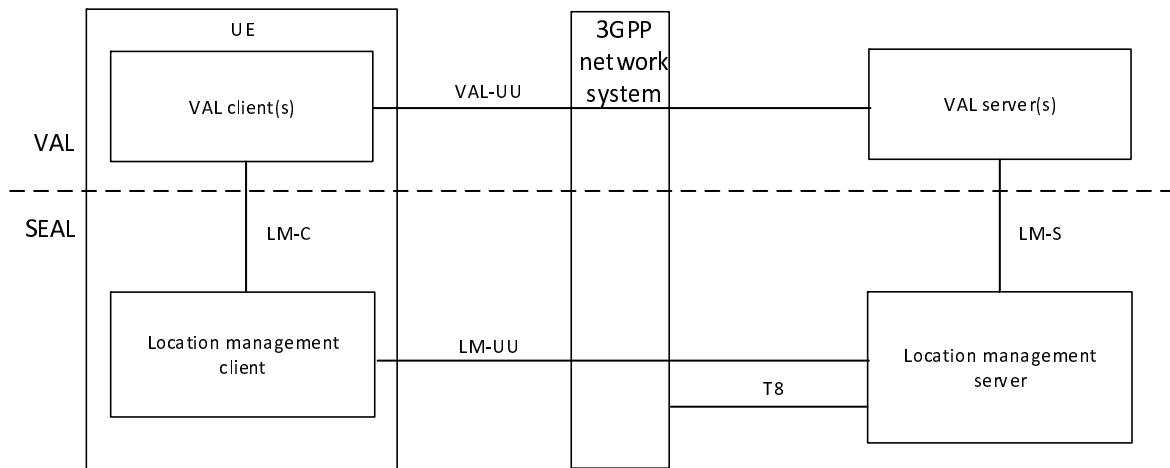 UE
3GPP
network
system
VAL client(s)
VAL-UU
VAL server(s)
VAL
SEAL
LM-C
LM-S
Location management
client
LM-UU
Location management
server
T8